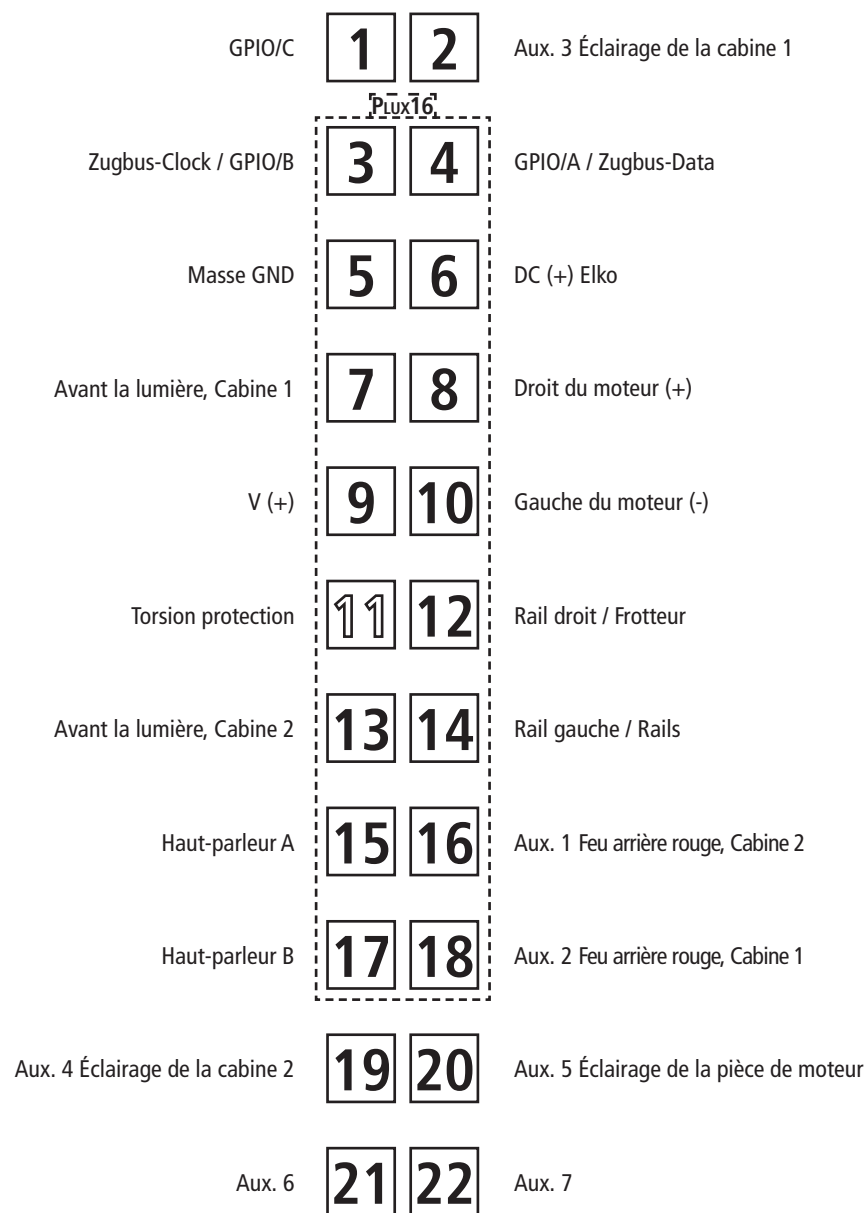 GPIO/C 1 2 Aux. 3 Éclairage de la cabine 1
PLUX16
Zugbus-Clock / GPIO/B 3 4 GPIO/A / Zugbus-Data
Masse GND 5 6 DC (+) Elko
Avant la lumière, Cabine 1 7 8 Droit du moteur (+)
V (+) 9 10 Gauche du moteur (-)
Torsion protection 11 12 Rail droit / Frotteur
Avant la lumière, Cabine 2 13 14 Rail gauche / Rails
Haut-parleur A 15 16 Aux. 1 Feu arrière rouge, Cabine 2
Haut-parleur B 17 18 Aux. 2 Feu arrière rouge, Cabine 1
Aux. 4 Éclairage de la cabine 2 19 20 Aux. 5 Éclairage de la pièce de moteur
Aux. 6 21 22 Aux. 7